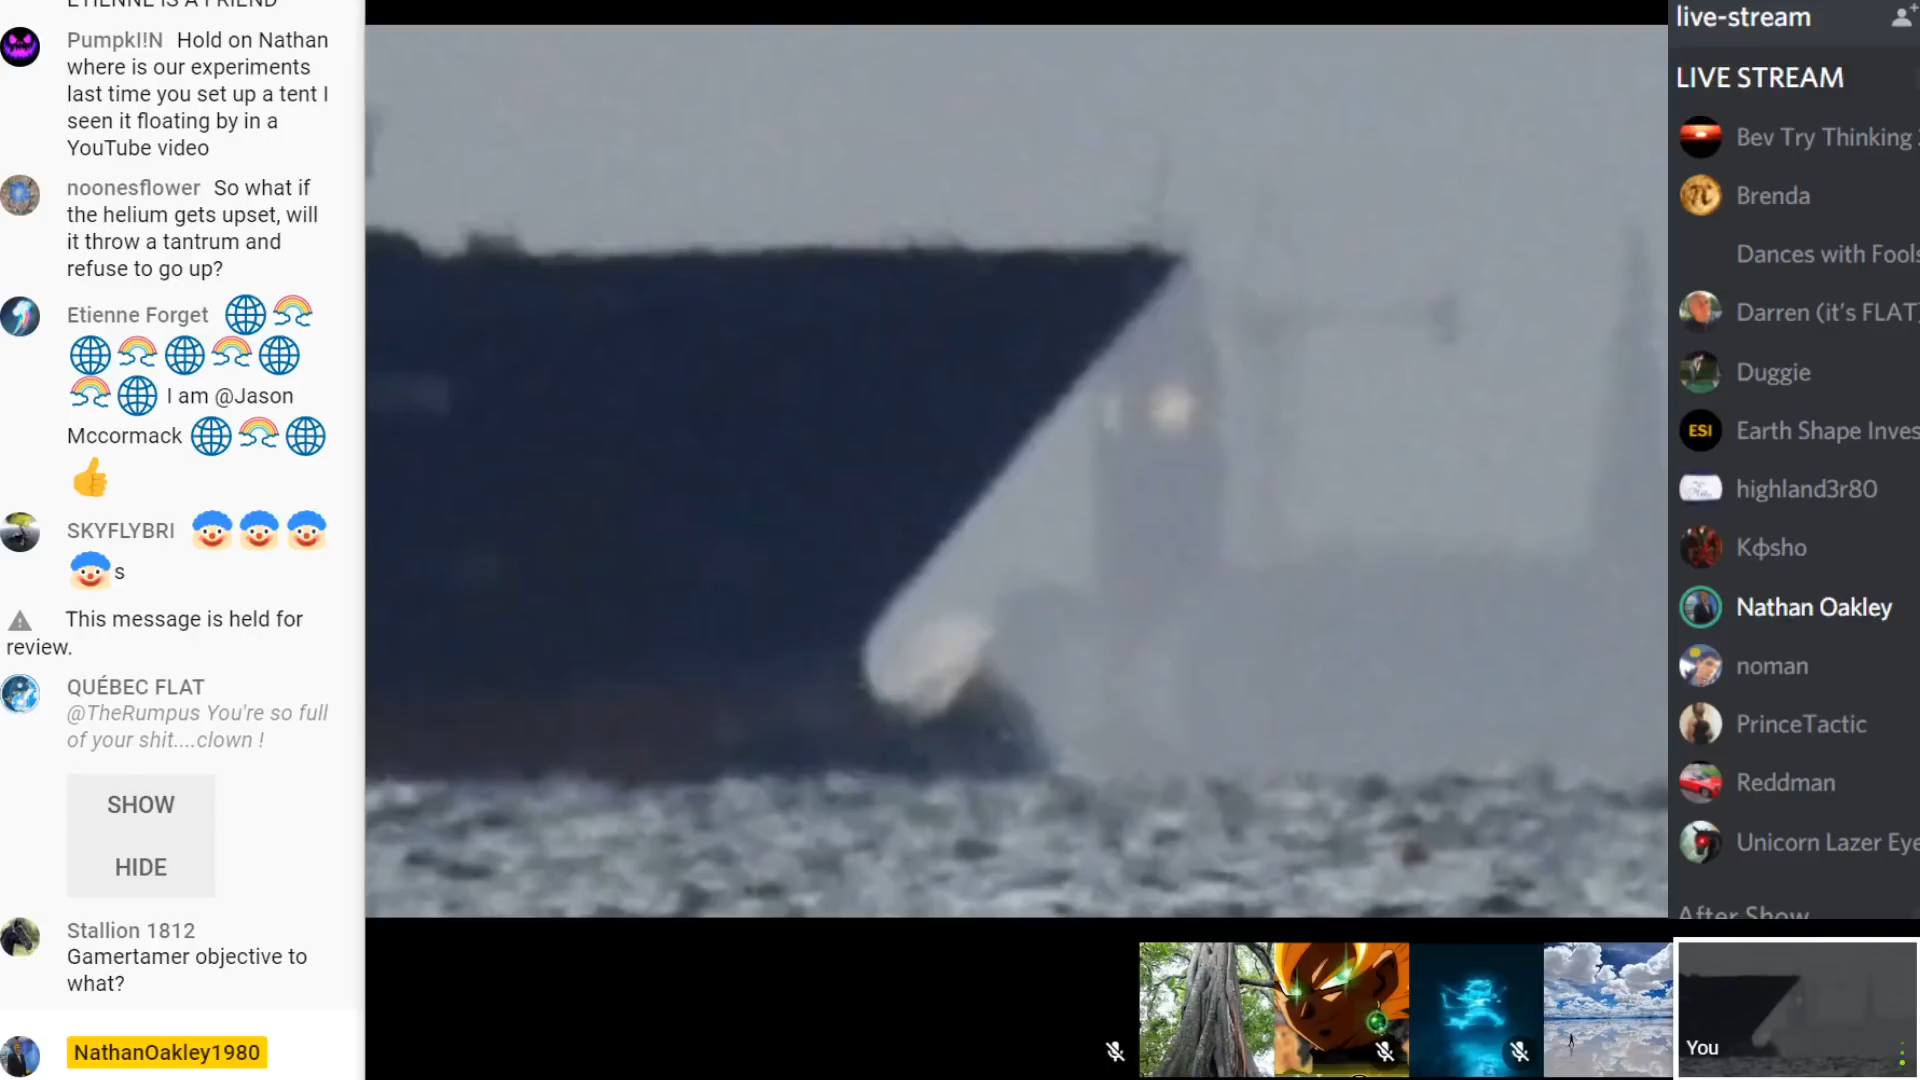 ETIENNE IS A FRIEND
PumpkI!N Hold on Nathan
where is our experiments
last time you set up a tent I
seen it floating by in a
YouTube video
noonesflower So what if
the helium gets upset, will
it throw a tantrum and
refuse to go up?
Etienne Forget
I am @Jason
Mccormack
SKYFLYBRI
s
This message is held for
review.
QUÉBEC FLAT
@TheRumpus You're so full
of your shit....clown !
SHOW
HIDE
Stallion 1812
Gamertamer objective to
what?
NathanOakley1980
live-stream
LIVE STREAM
Bev Try Thinking
Brenda
Dances with Fools
Darren (it's FLAT)
Duggie
ESI Earth Shape Inves
highland3r80
Kфsho
Nathan Oakley
noman
PrinceTactic
Reddman
Unicorn Lazer Eye
After Show
You